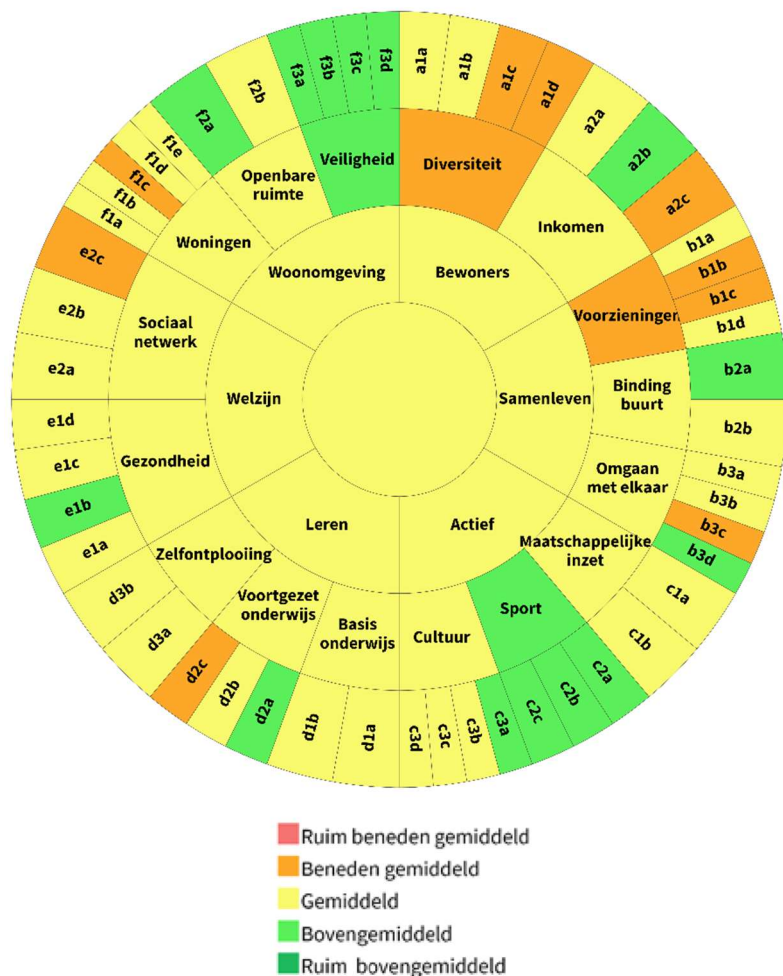 a1a
a1b
a1c
a1d
a2a
a2b
a2c
b1a
b1b
b1c
b1d
b2a
b2b
b3a
b3b
b3c
b3d
c1a
c1b
c2a
c2b
c2c
c3a
c3b
c3c
c3d
d1a
d1b
d2a
d2b
d2c
d3a
d3b
e1a
e1b
e1c
e1d
e2a
e2b
e2c
f1a
f1b
f1c
f1d
f1e
f2a
f2b
f3a
f3b
f3c
f3d
Diversiteit
Inkomen
Voorzieningen
Binding
buurt
Omgaan
met elkaar
Maatschappelijke
inzet
Sport
Cultuur
Basis
onderwijs
Voortgezet
onderwijs
Zelfontplooiing
Gezondheid
Sociaal
netwerk
Woningen
Openbare
ruimte
Veiligheid
Bewoners
Samenleven
Actief
Leren
Welzijn
Woonomgeving
Ruim beneden gemiddeld
Beneden gemiddeld
Gemiddeld
Bovengemiddeld
Ruim bovengemiddeld